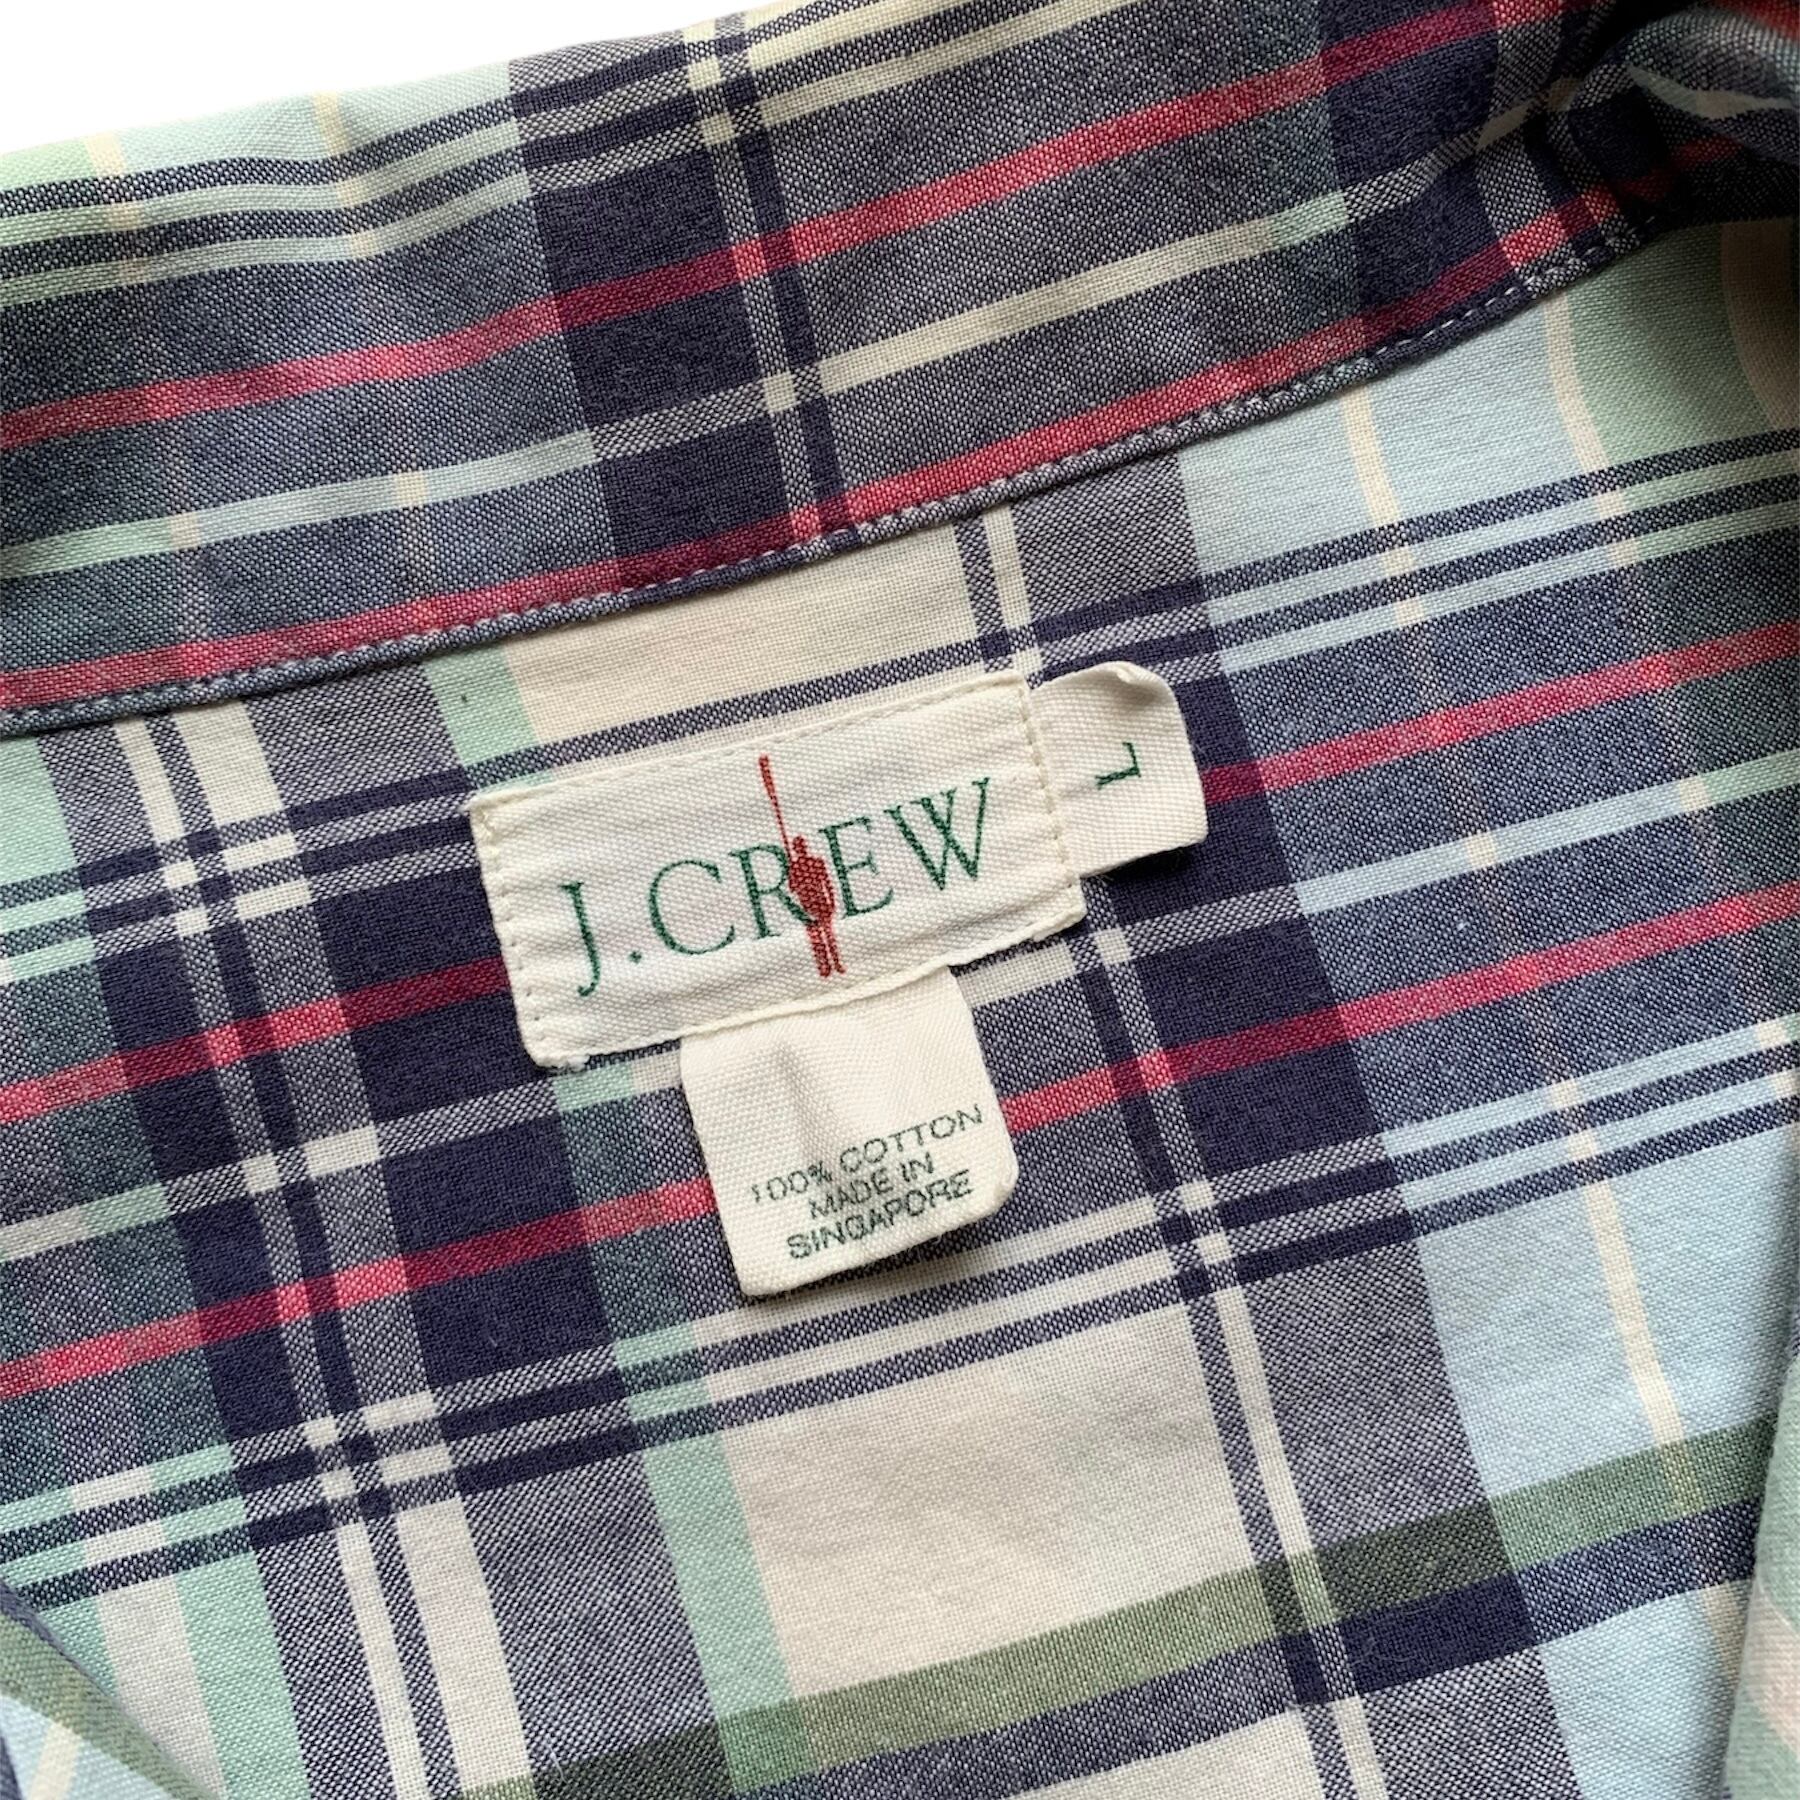 J.CREW
L
100% COTTON
MADE IN
SINGAPORE